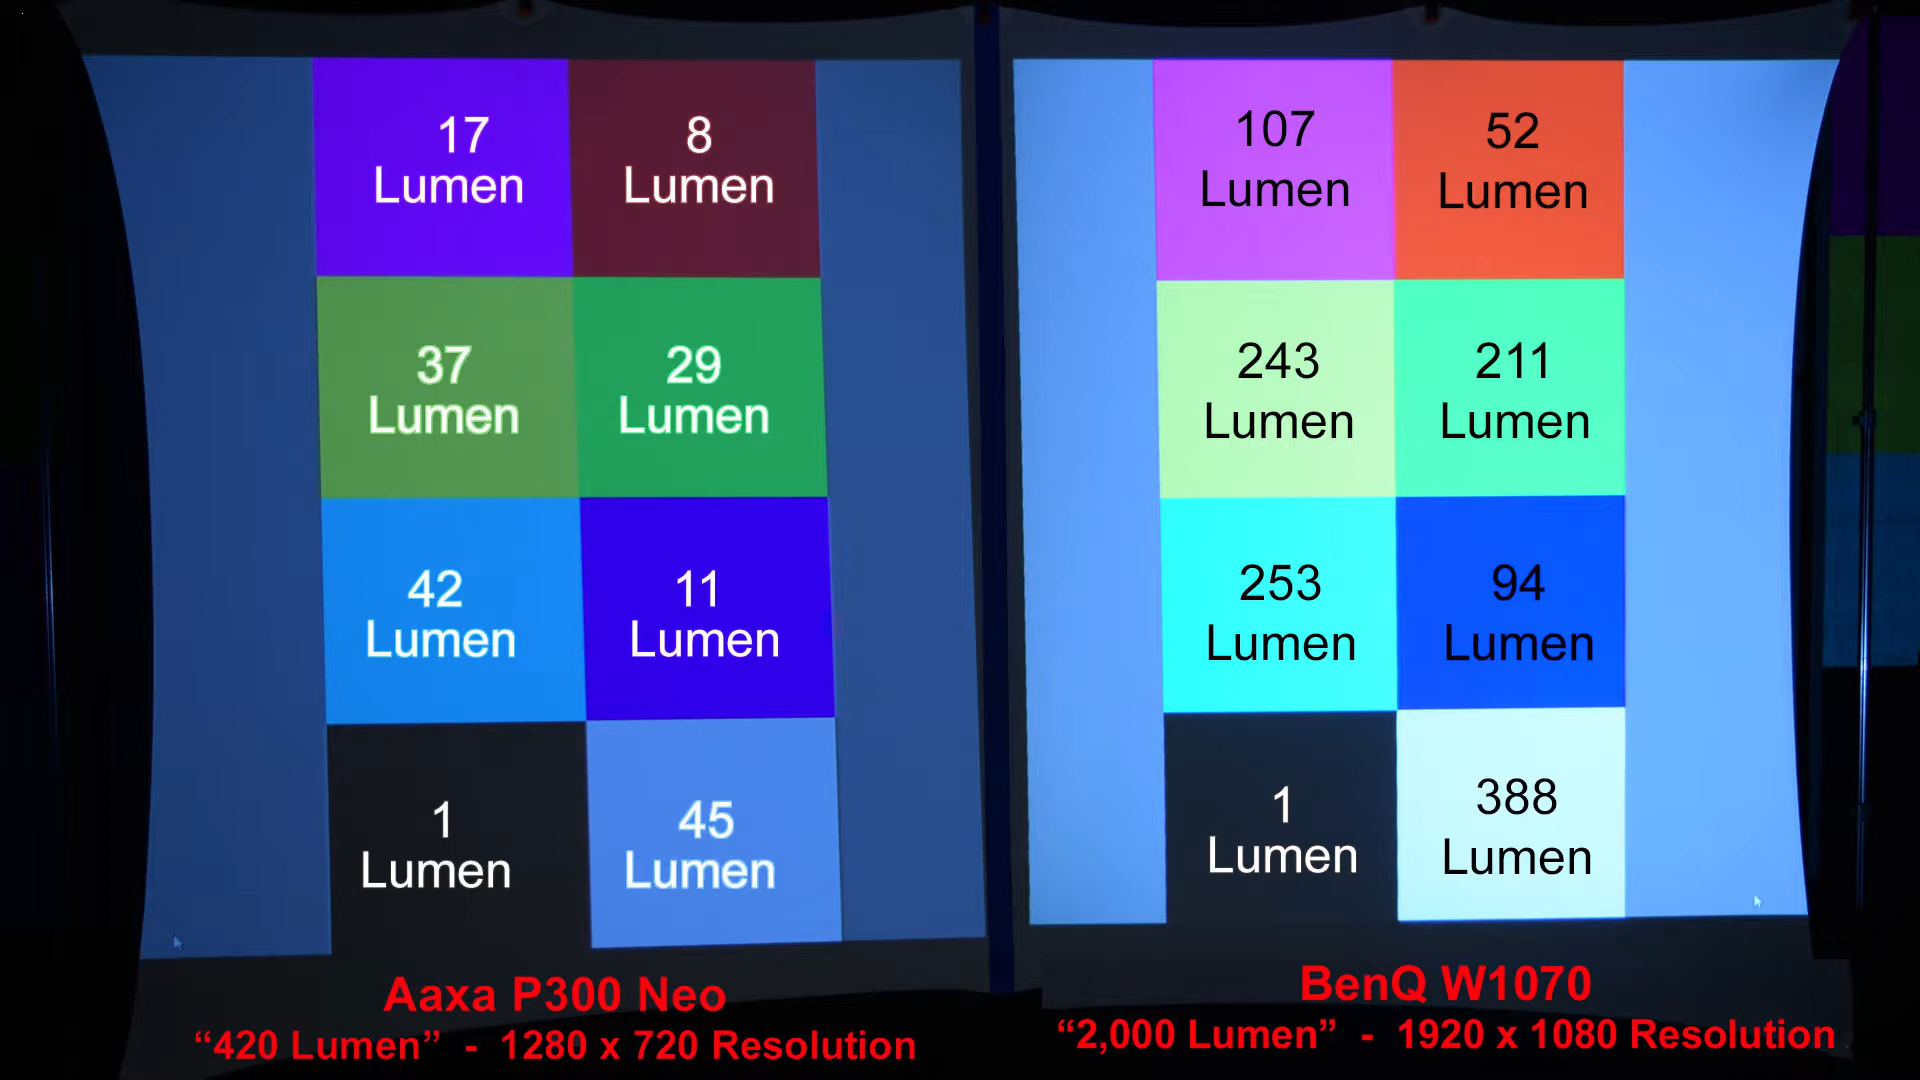 17
Lumen
8
Lumen
37
Lumen
29
Lumen
42
Lumen
11
Lumen
1
Lumen
45
Lumen
Aaxa P300 Neo
“420 Lumen” - 1280 x 720 Resolution
107
Lumen
52
Lumen
243
Lumen
211
Lumen
253
Lumen
94
Lumen
1
Lumen
388
Lumen
BenQ W1070
“2,000 Lumen” - 1920 x 1080 Resolution